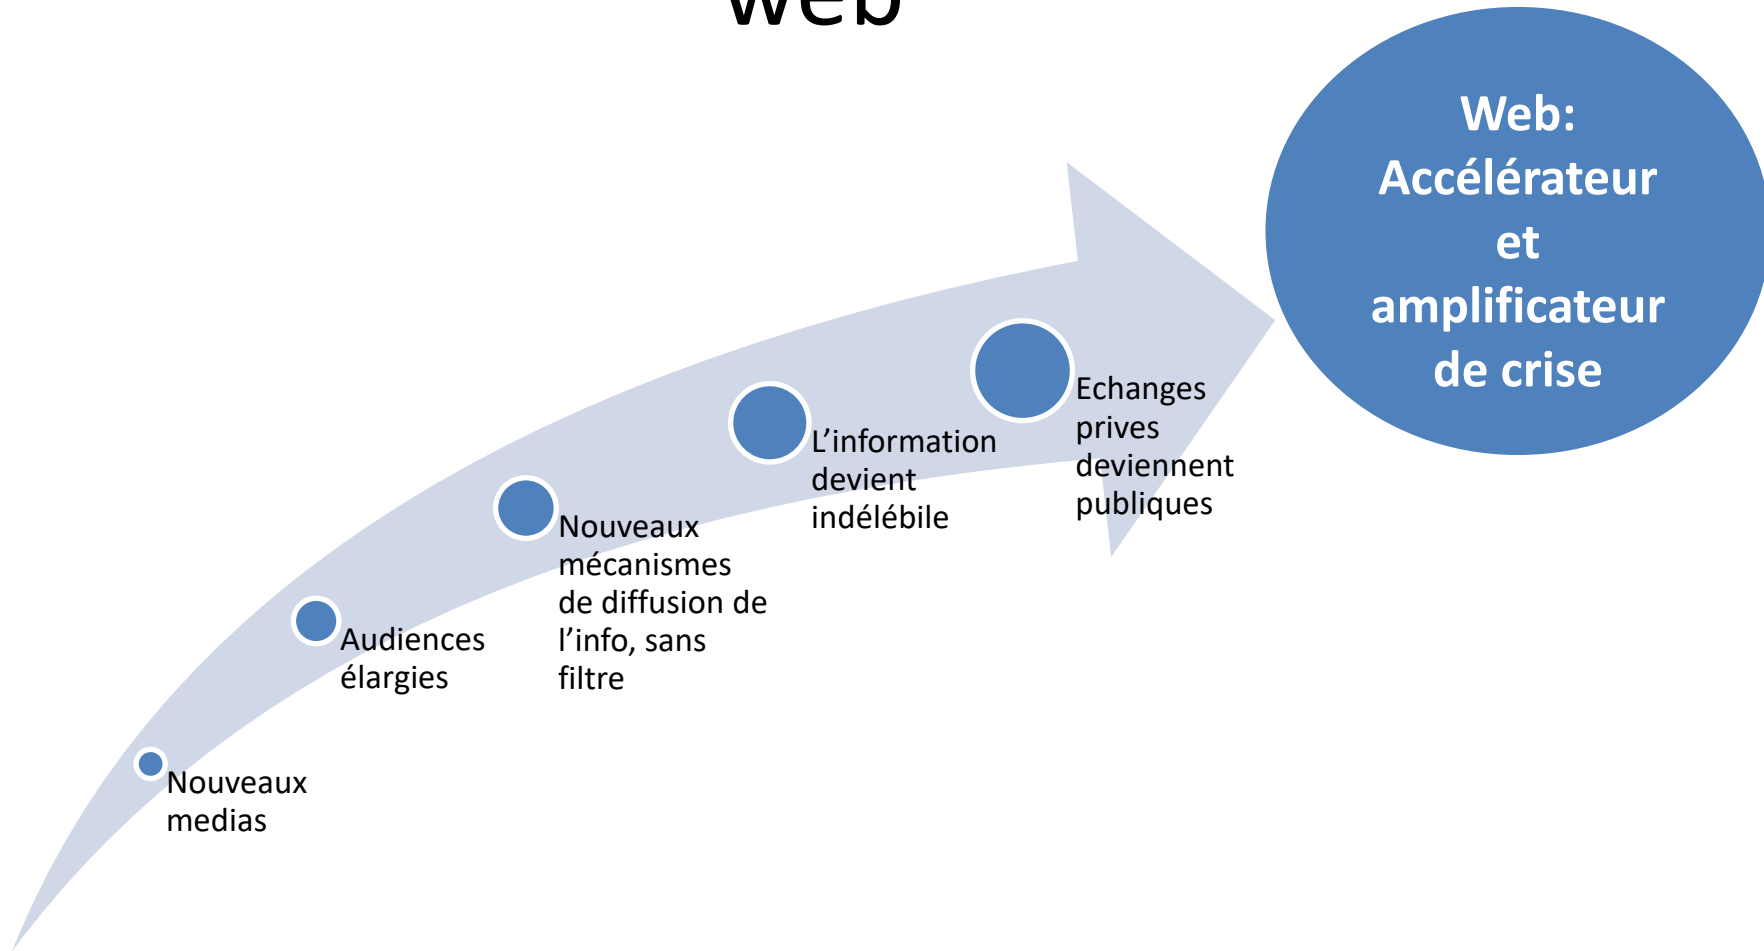 web
Web:
Accélérateur
et
amplificateur
de crise
Echanges
prives
deviennent
publiques
L’information
devient
indélébile
Nouveaux
mécanismes
de diffusion de
l’info, sans
filtre
Audiences
élargies
Nouveaux
medias